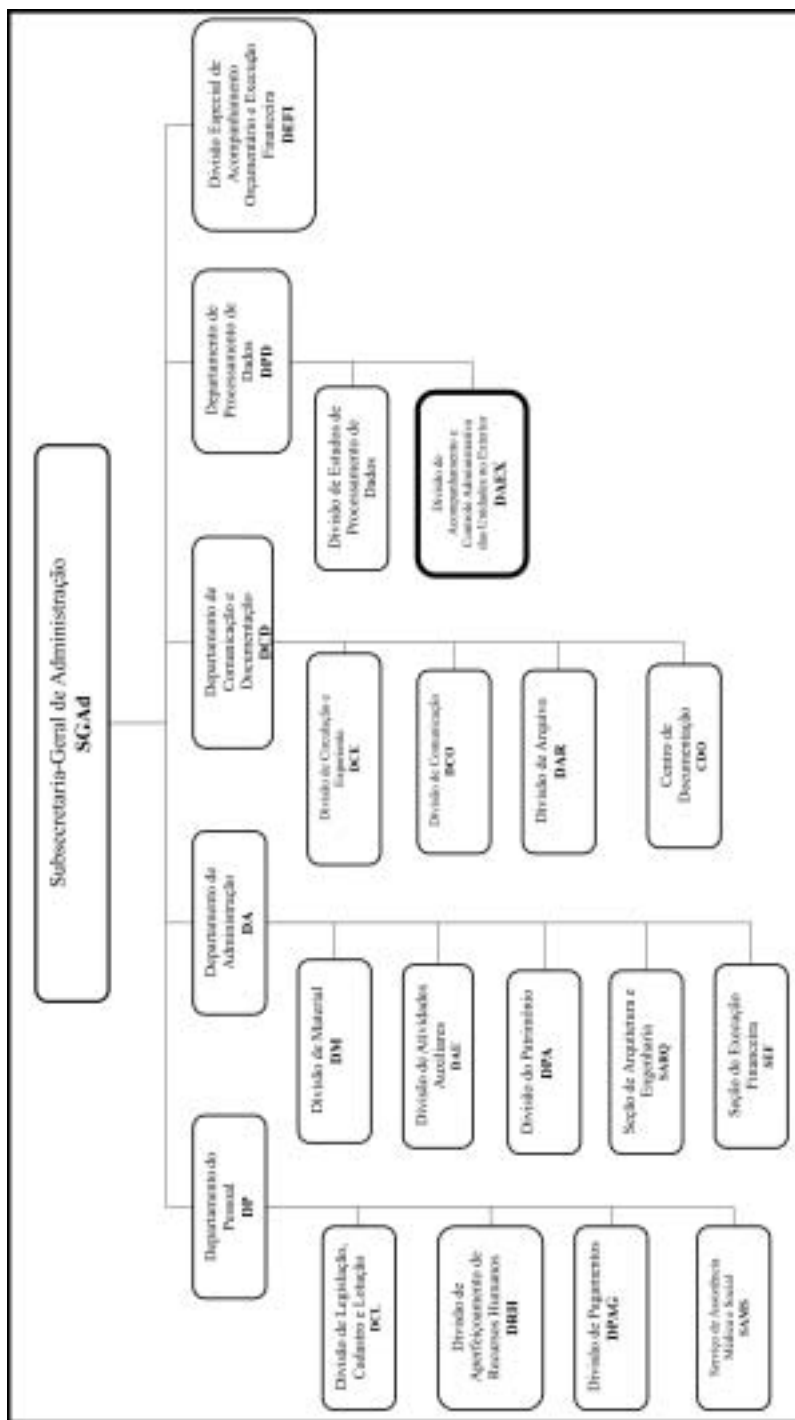 Subsecretaria-Geral de Administração
SGAd
Departamento do
Pessoal
DP
Divisão de Legislação,
Cadastro e Lotação
DCL
Divisão de
Aperfeiçoamento de
Recursos Humanos
DRH
Divisão de Pagamentos
DPAG
Serviço de Assistência
Médica e Social
SAMS
Departamento de
Administração
DA
Divisão de Material
DM
Divisão de Atividades
Auxiliares
DAE
Divisão do Patrimônio
DPA
Seção de Arquitetura e
Engenharia
SARQ
Seção de Execução
Financeira
SEF
Departamento de
Comunicação e
Documentação
DCD
Divisão de Circulação e
Expedição
DCE
Divisão de Comunicação
DCO
Divisão de Arquivo
DAR
Centro de
Documentação
CDO
Departamento de
Processamento de
Dados
DPD
Divisão de Estudos de
Processamento de
Dados
Divisão de
Acompanhamento e
Controle Administrativo
das Unidades no Exterior
DAEX
Divisão Especial de
Acompanhamento
Orçamentário e Execução
Financeira
DEFI